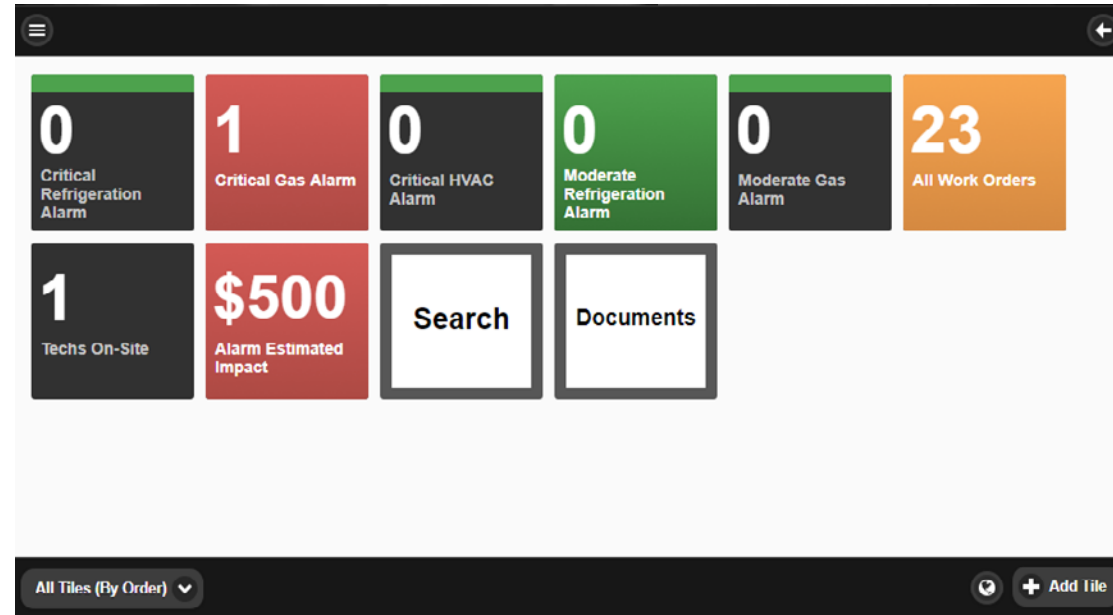 0
Critical
Refrigeration
Alarm
1
Critical Gas Alarm
0
Critical HVAC
Alarm
0
Moderate
Refrigeration
Alarm
0
Moderate Gas
Alarm
23
All Work Orders
1
Techs On-Site
$500
Alarm Estimated
Impact
Search
Documents
All Tiles (By Order)
Add Tile